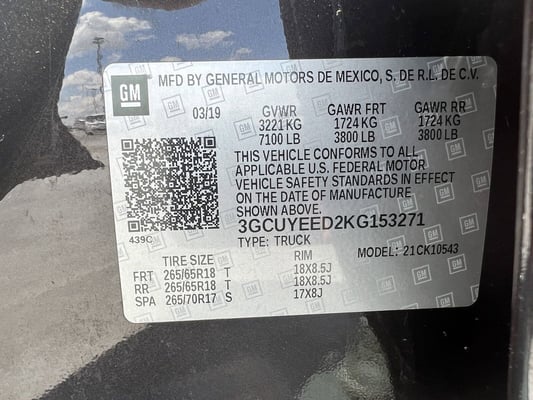 GM MFD BY GENERAL MOTORS DE MEXICO, S. DE R.L. DE C.V.
03/19 GVWR GAWR FRT GAWR RR
3221 KG 1724 KG 1724 KG
7100 LB 3800 LB 3800 LB
THIS VEHICLE CONFORMS TO ALL
APPLICABLE U.S. FEDERAL MOTOR
VEHICLE SAFETY STANDARDS IN EFFECT
ON THE DATE OF MANUFACTURE
SHOWN ABOVE.
439C 3GCUYEED2KG153271
TYPE: TRUCK MODEL: 21CK10543
TIRE SIZE RIM
FRT 265/65R18 T 18X8.5J
RR 265/65R18 T 18X8.5J
SPA 265/70R17 S 17X8J